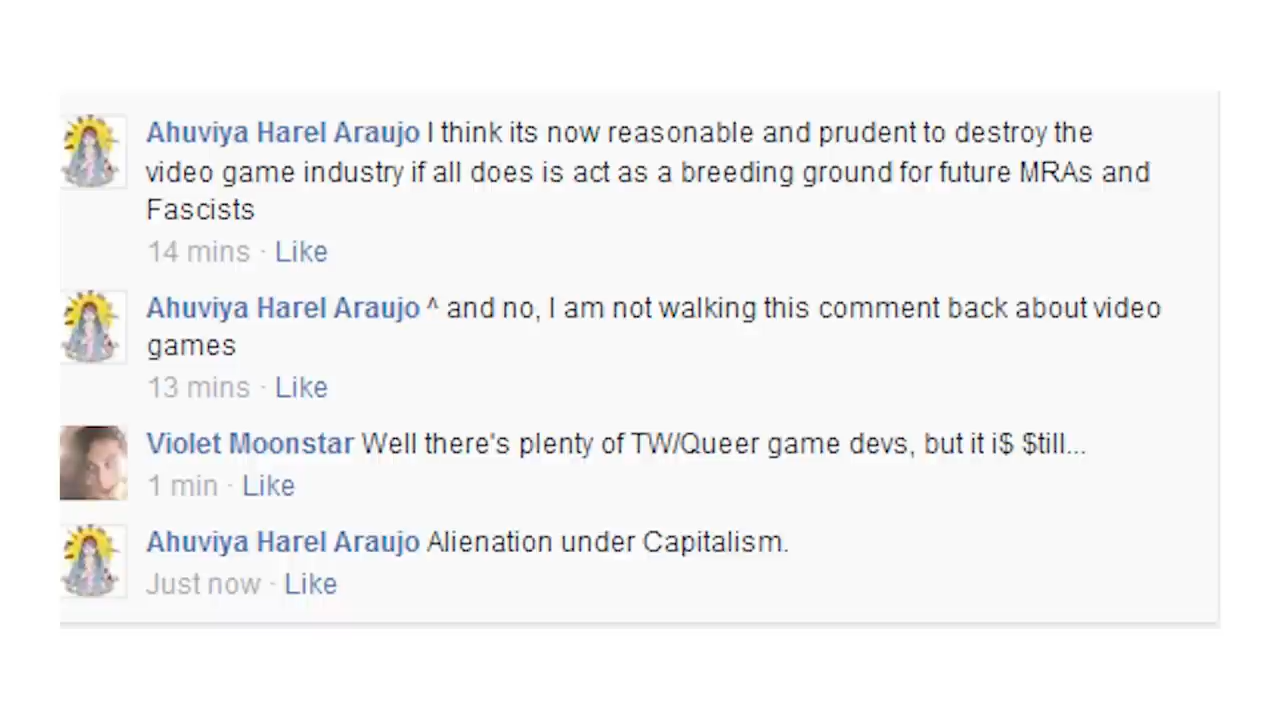 Ahuviya Harel Araujo I think its now reasonable and prudent to destroy the
video game industry if all does is act as a breeding ground for future MRAs and
Fascists
14 mins · Like
Ahuviya Harel Araujo ^ and no, I am not walking this comment back about video
games
13 mins · Like
Violet Moonstar Well there's plenty of TW/Queer game devs, but it i$ $till...
1 min · Like
Ahuviya Harel Araujo Alienation under Capitalism.
Just now · Like